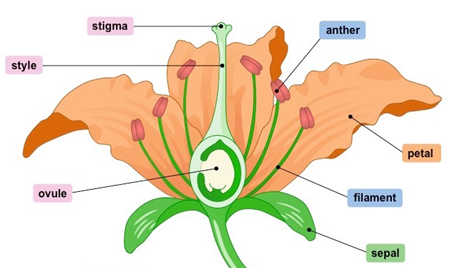 stigma
anther
style
petal
ovule
filament
sepal